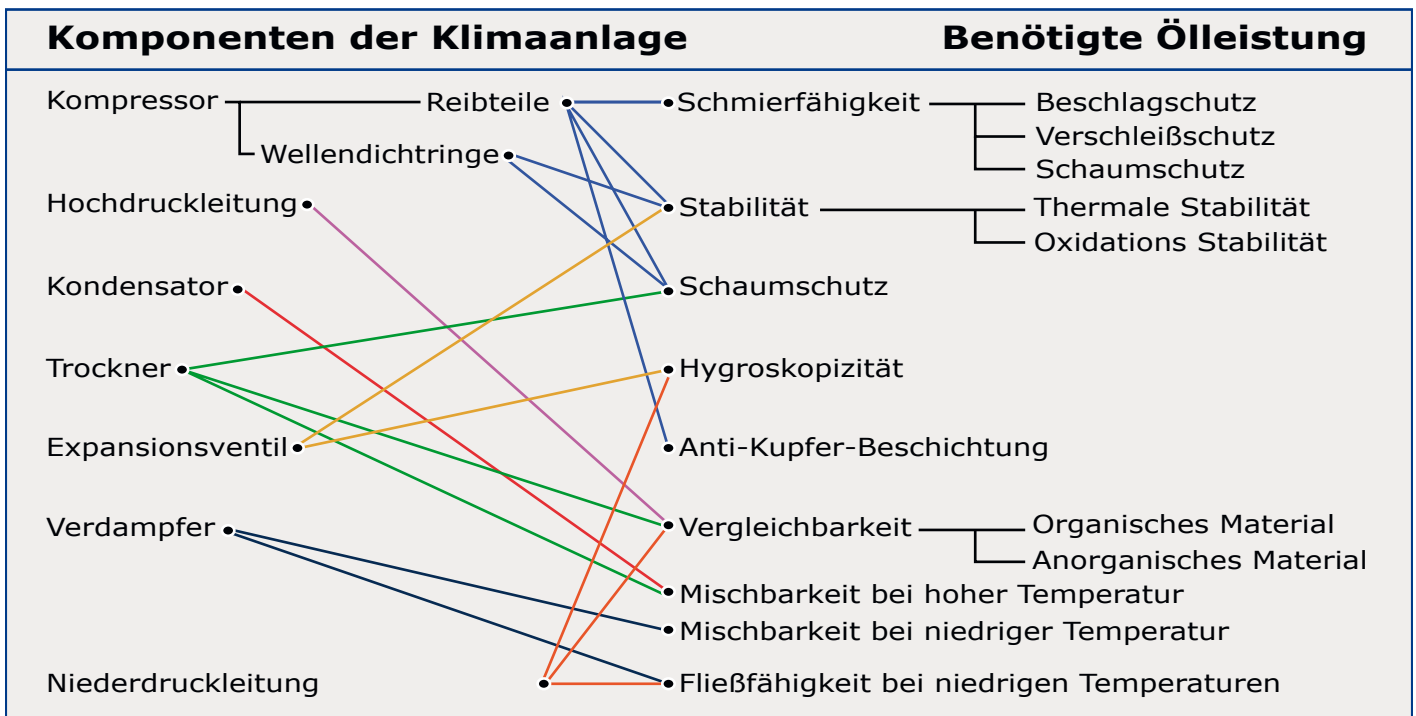 Komponenten der Klimaanlage Benötigte Ölleistung
Kompressor Reibteile Schmierfähigkeit Beschlagschutz
Verschleißschutz
Wellendichtringe Schaumschutz
Hochdruckleitung Stabilität Thermale Stabilität
Oxidations Stabilität
Kondensator Schaumschutz
Trockner Hygroskopizität
Expansionsventil Anti-Kupfer-Beschichtung
Verdampfer Vergleichbarkeit Organisches Material
Anorganisches Material
Mischbarkeit bei hoher Temperatur
Mischbarkeit bei niedriger Temperatur
Niederdruckleitung Fließfähigkeit bei niedrigen Temperaturen